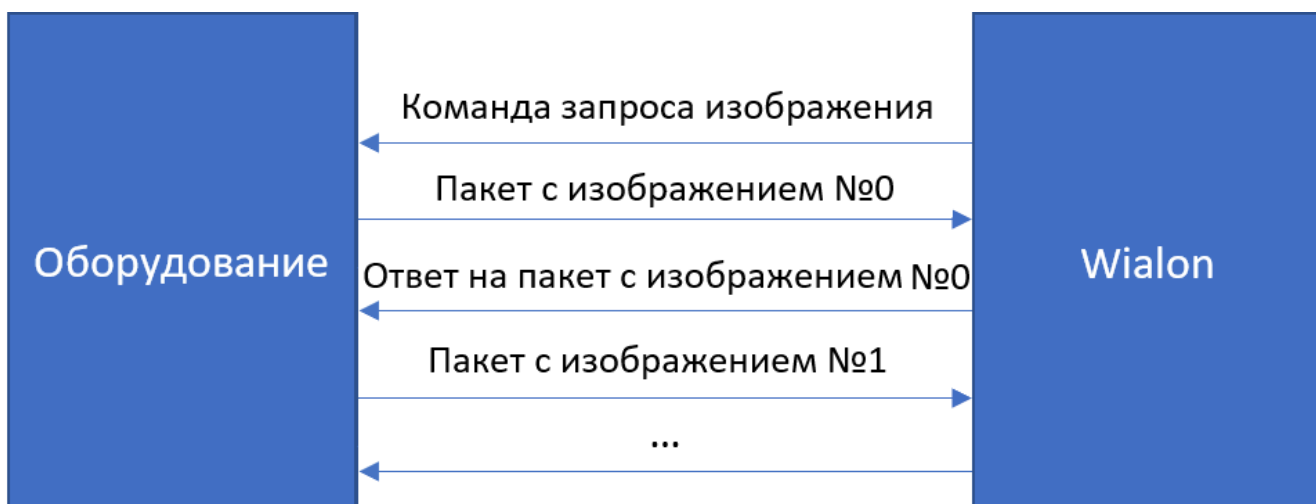 Команда запроса изображения
Пакет с изображением №0
Оборудование
Ответ на пакет с изображением №0
Wialon
Пакет с изображением №1
...